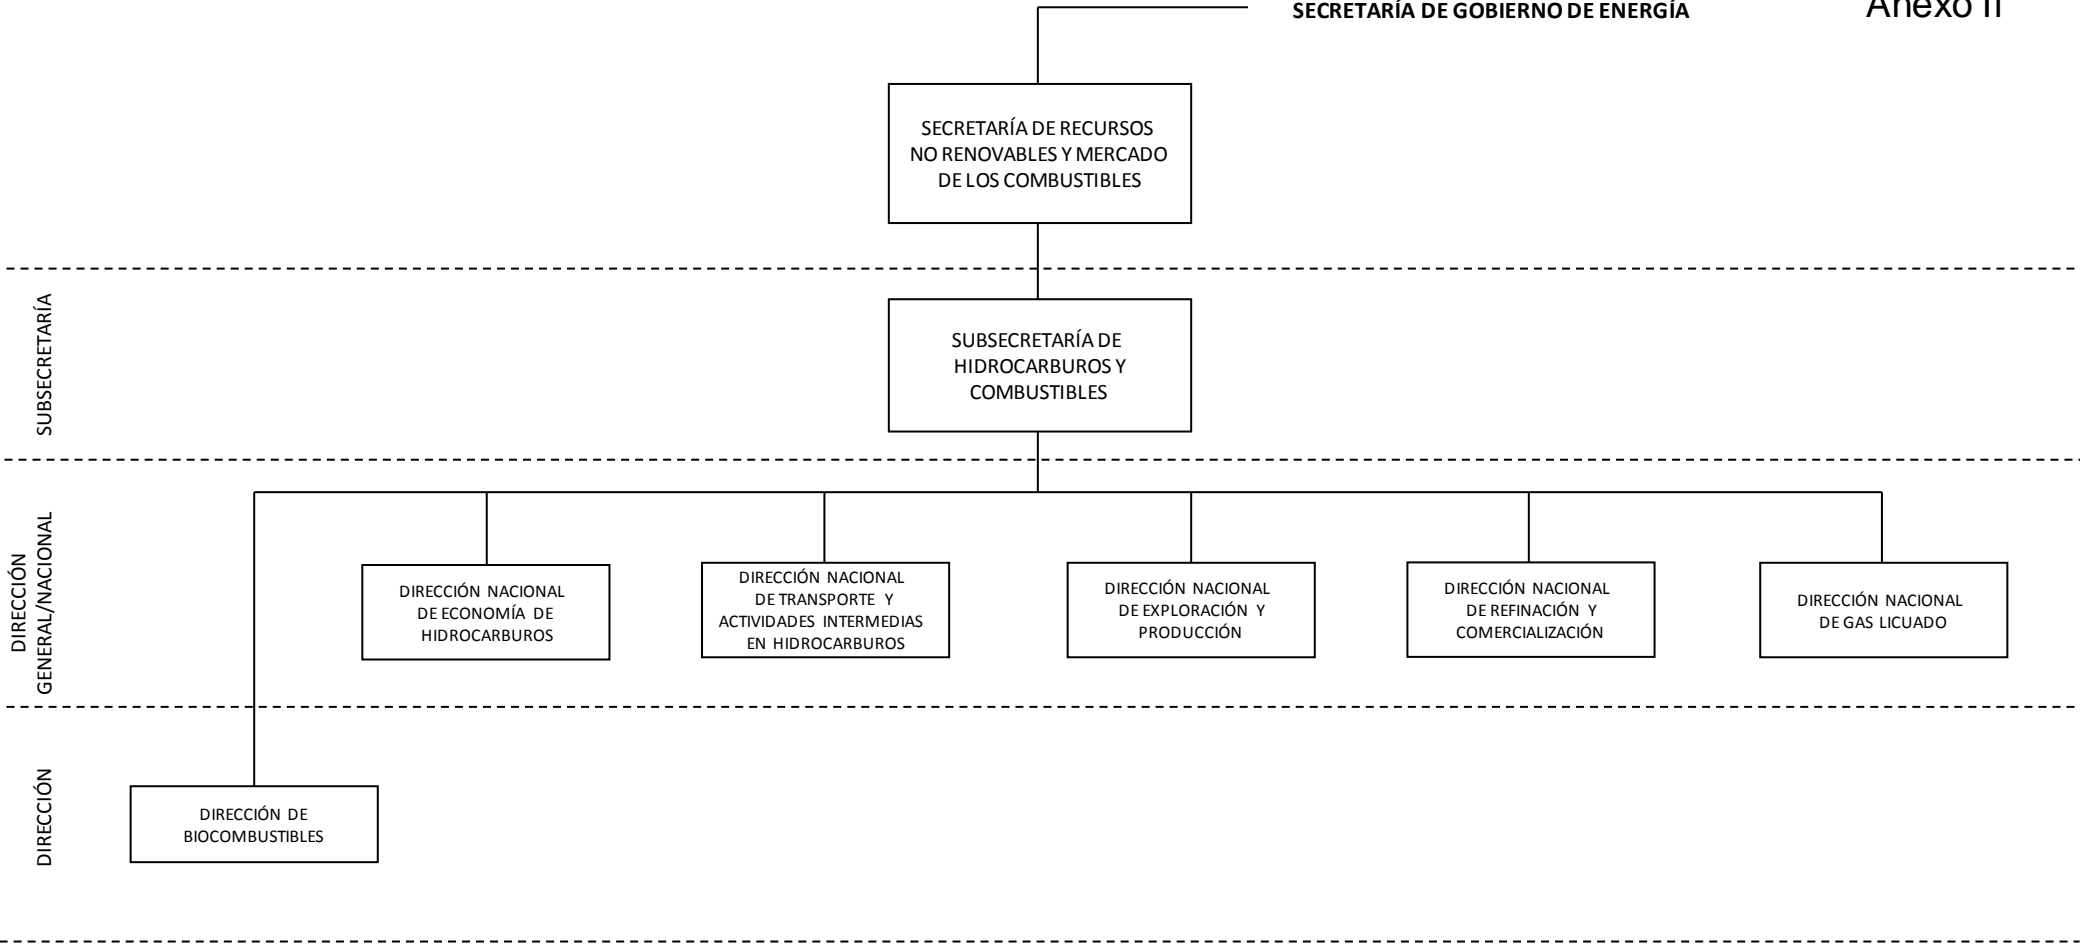 SECRETARÍA DE GOBIERNO DE ENERGÍA
Anexo II
SECRETARÍA DE RECURSOS
NO RENOVABLES Y MERCADO
DE LOS COMBUSTIBLES
SUBSECRETARÍA
SUBSECRETARÍA DE
HIDROCARBUROS Y
COMBUSTIBLES
DIRECCIÓN
GENERAL/NACIONAL
DIRECCIÓN NACIONAL
DE ECONOMÍA DE
HIDROCARBUROS
DIRECCIÓN NACIONAL
DE TRANSPORTE Y
ACTIVIDADES INTERMEDIAS
EN HIDROCARBUROS
DIRECCIÓN NACIONAL
DE EXPLORACIÓN Y
PRODUCCIÓN
DIRECCIÓN NACIONAL
DE REFINACIÓN Y
COMERCIALIZACIÓN
DIRECCIÓN NACIONAL
DE GAS LICUADO
DIRECCIÓN
DIRECCIÓN DE
BIOCOMBUSTIBLES